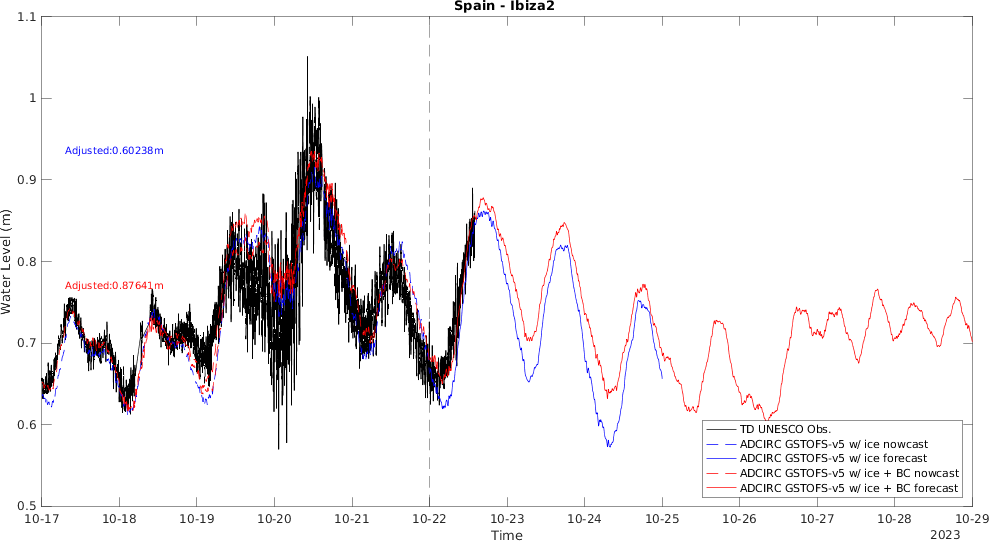 Spain - Ibiza2
1.1
1
0.9
0.8
0.7
0.6
0.5
Water Level (m)
Adjusted:0.60238m
Adjusted:0.87641m
TD UNESCO Obs.
ADCIRC GSTOFS-v5 w/ ice nowcast
ADCIRC GSTOFS-v5 w/ ice forecast
ADCIRC GSTOFS-v5 w/ ice + BC nowcast
ADCIRC GSTOFS-v5 w/ ice + BC forecast
10-17 10-18 10-19 10-20 10-21 10-22 10-23 10-24 10-25 10-26 10-27 10-28 10-29
Time
2023